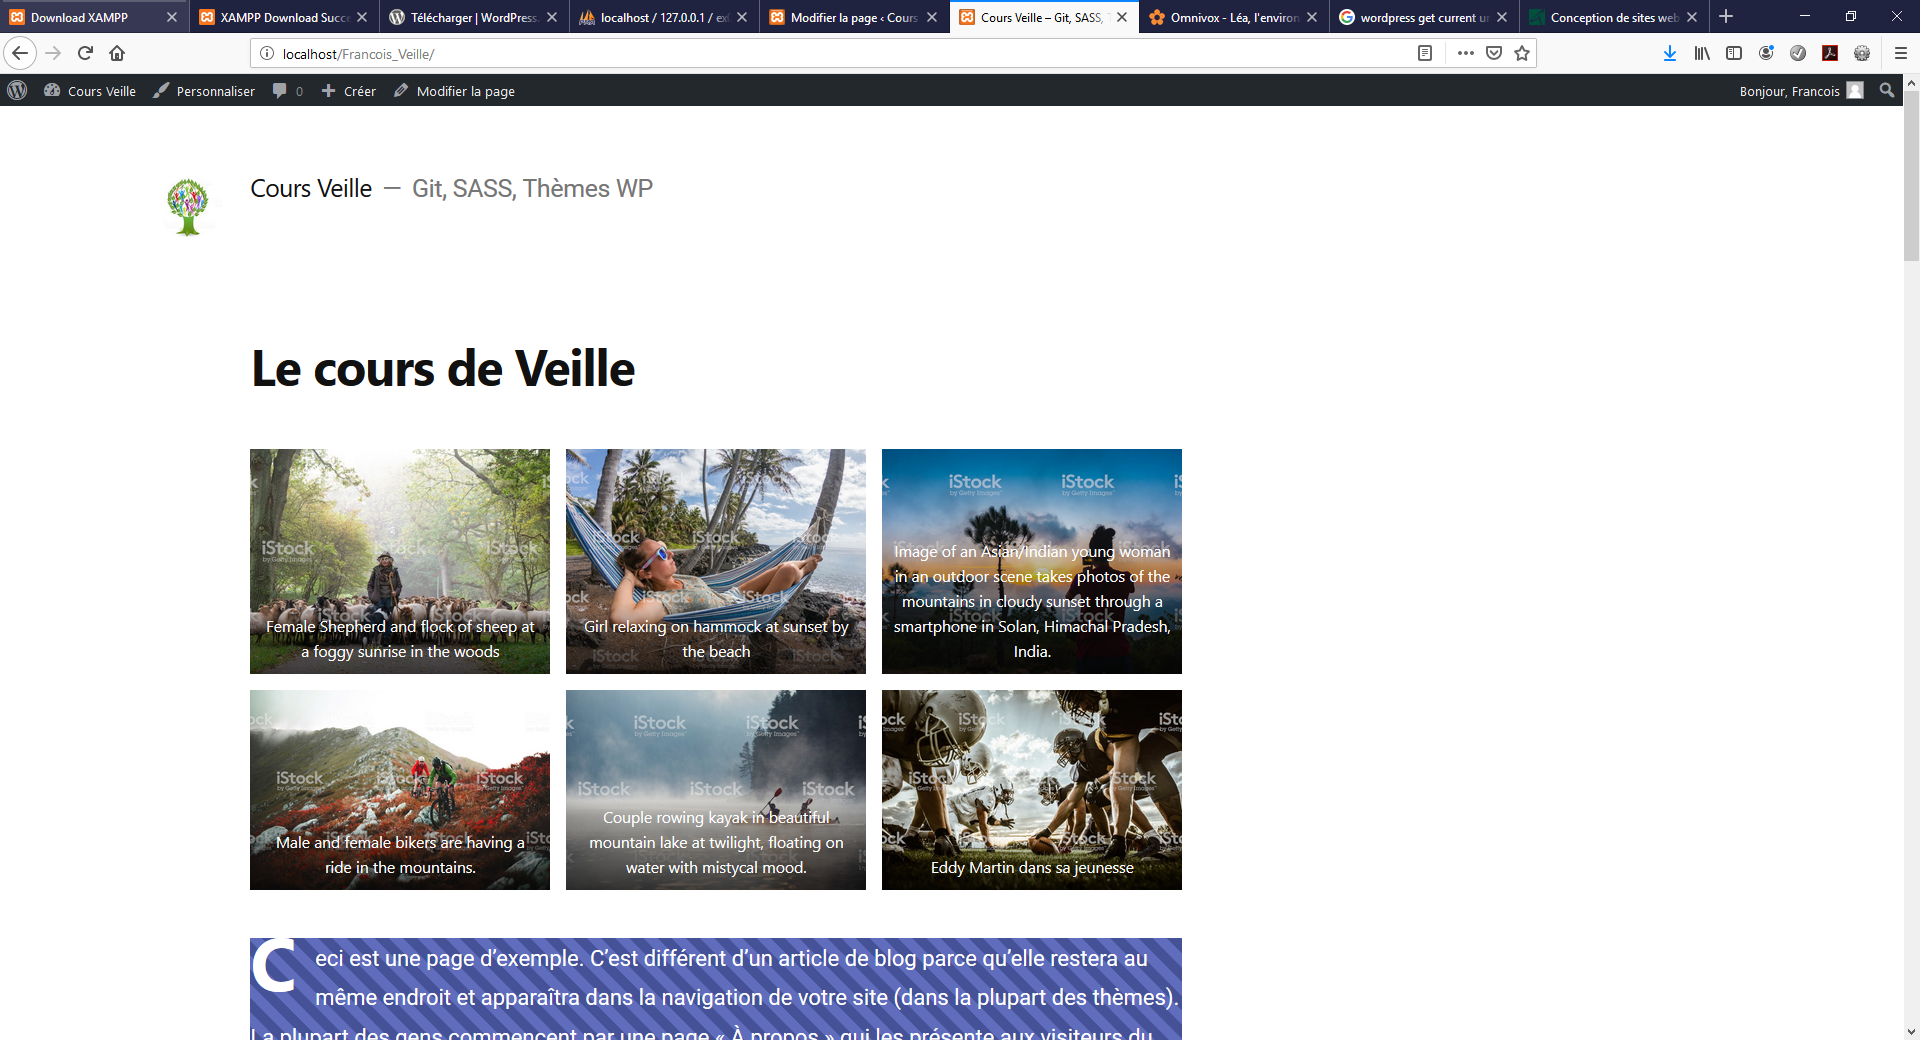 Download XAMPP
XAMPP Download Succe
Télécharger | WordPress.
localhost / 127.0.0.1 / ex
Modifier la page ‹ Cours
Cours Veille – Git, SASS, T
Omnivox - Léa, l'environ
wordpress get current u
Conception de sites web
localhost/Francois_Veille/
Cours Veille
Personnaliser
0
Créer
Modifier la page
Bonjour, Francois
Cours Veille — Git, SASS, Thèmes WP
Le cours de Veille
iStock
by Getty Images
Female Shepherd and flock of sheep at
a foggy sunrise in the woods
Girl relaxing on hammock at sunset by
the beach
Image of an Asian/Indian young woman
in an outdoor scene takes photos of the
mountains in cloudy sunset through a
smartphone in Solan, Himachal Pradesh,
India.
Male and female bikers are having a
ride in the mountains.
Couple rowing kayak in beautiful
mountain lake at twilight, floating on
water with mistycal mood.
Eddy Martin dans sa jeunesse
Ceci est une page d’exemple. C’est différent d’un article de blog parce qu’elle restera au
même endroit et apparaîtra dans la navigation de votre site (dans la plupart des thèmes).
La plupart des gens commencent par une page « À propos » qui les présente aux visiteurs du